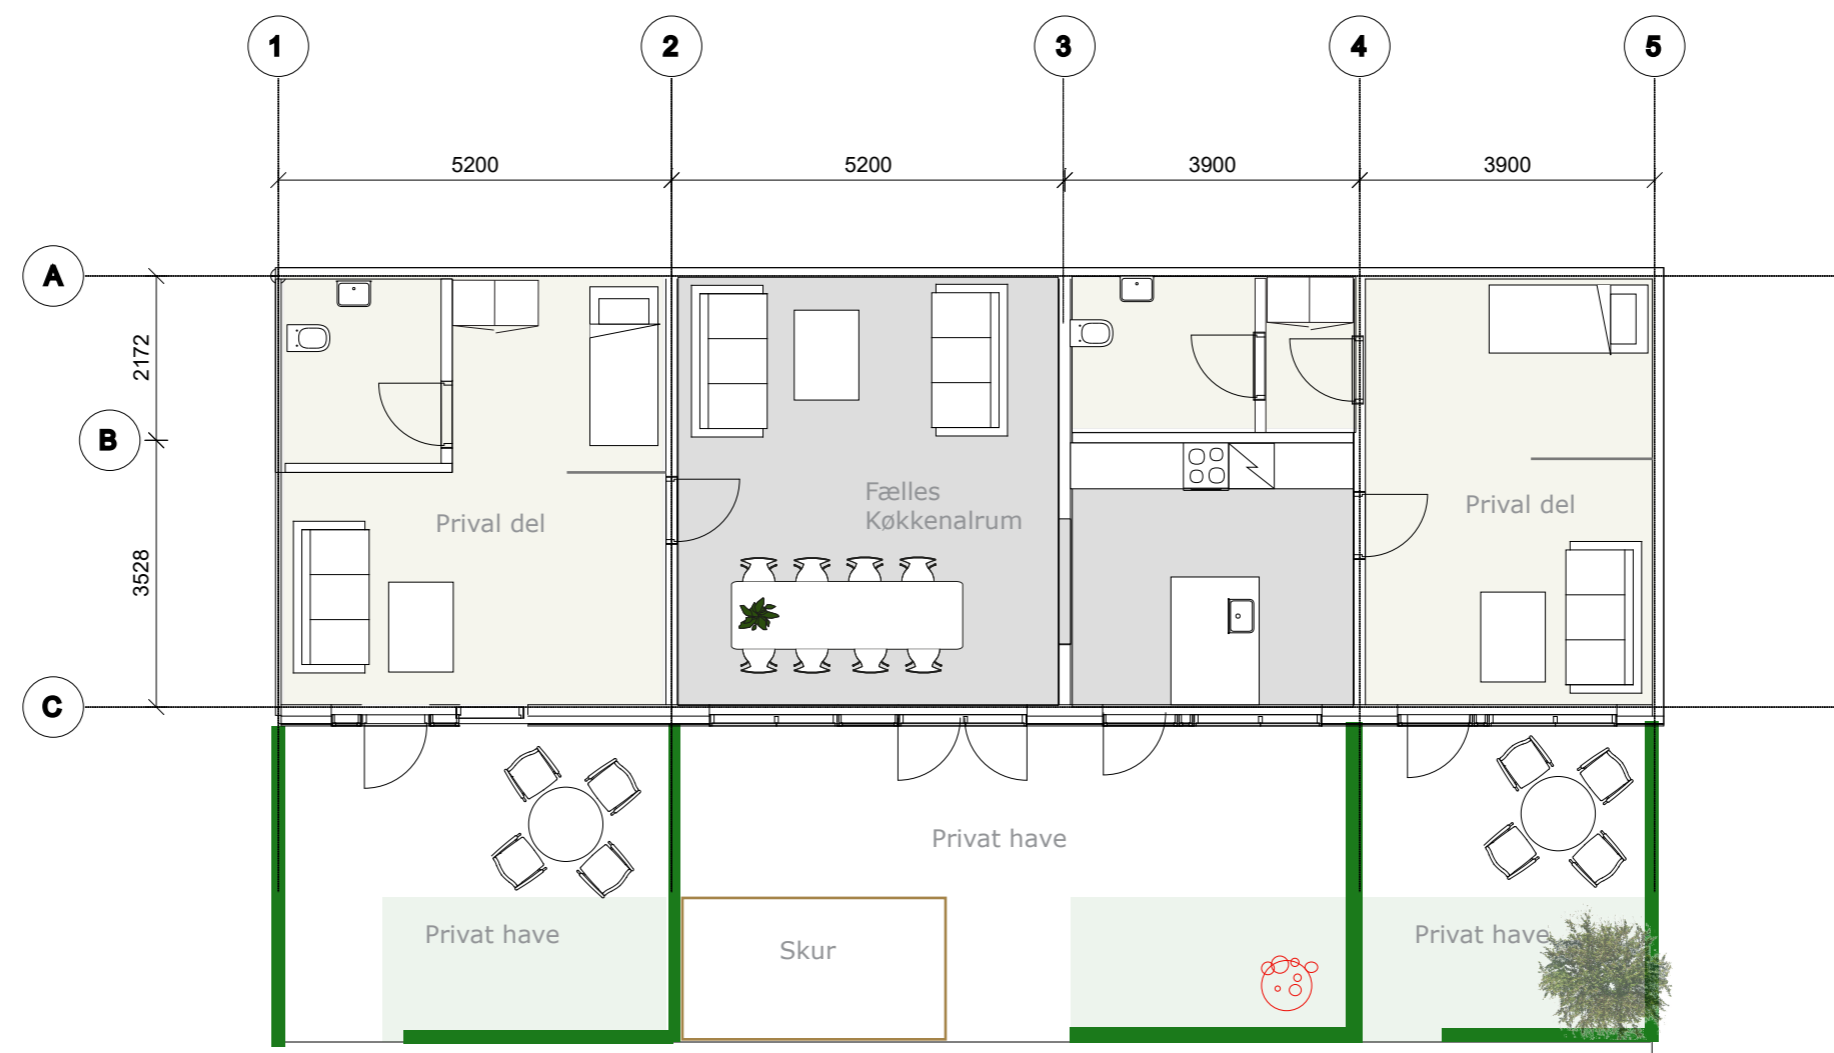 1 2 3 4 5
5200 5200 3900 3900
A
2172
B
3528
C
Prival del
Fælles
Køkkenalrum
Prival del
Privat have
Privat have
Skur
Privat have